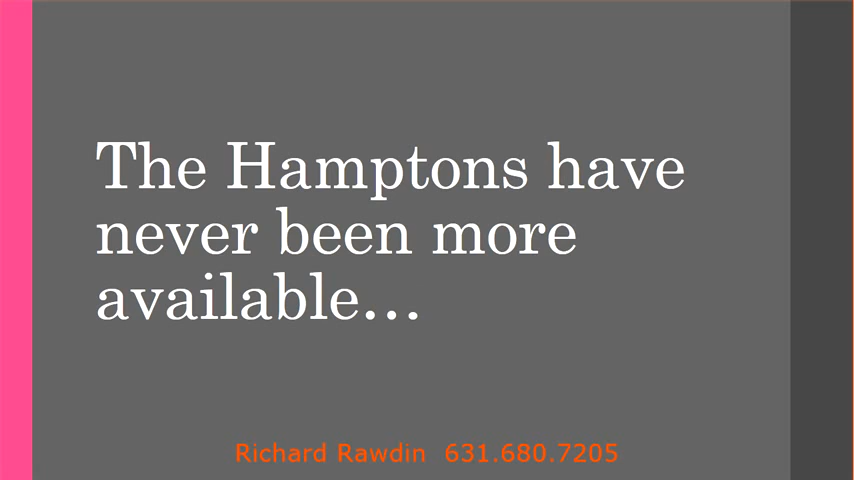 The Hamptons have
never been more
available...
Richard Rawdin 631.680.7205